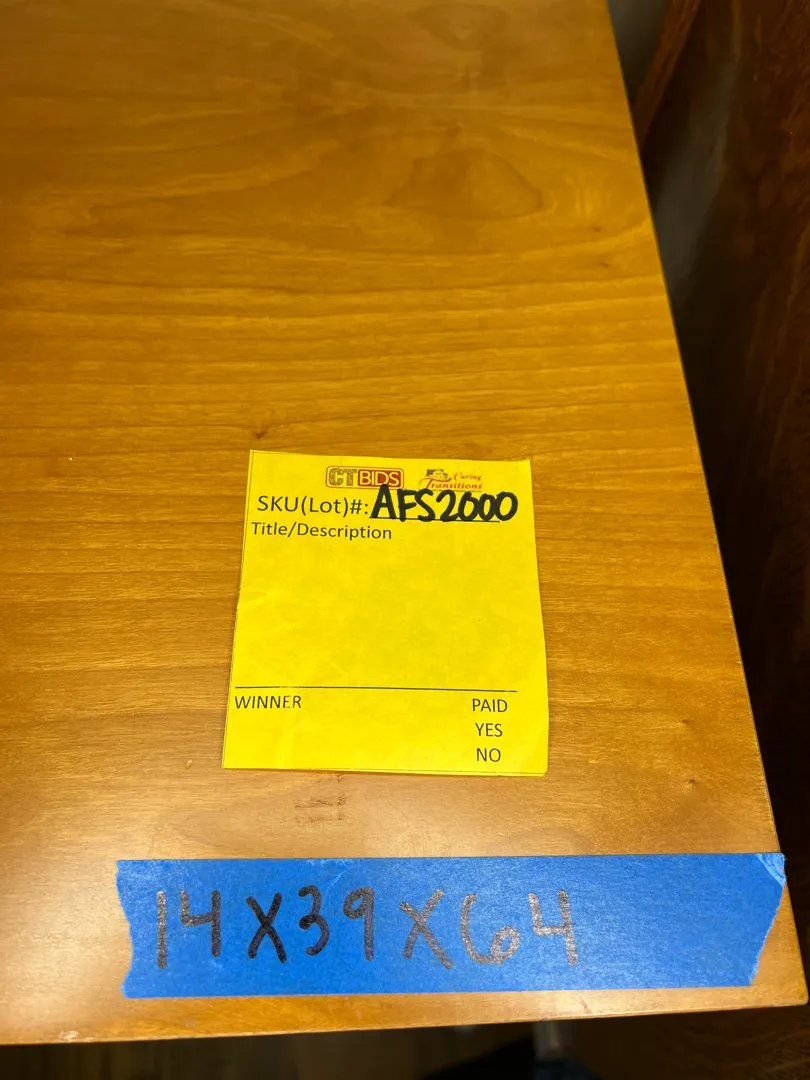 CTBIDS Caring Transitions
SKU(Lot)#: AFS2000
Title/Description
WINNER PAID
YES
NO
14X39X64